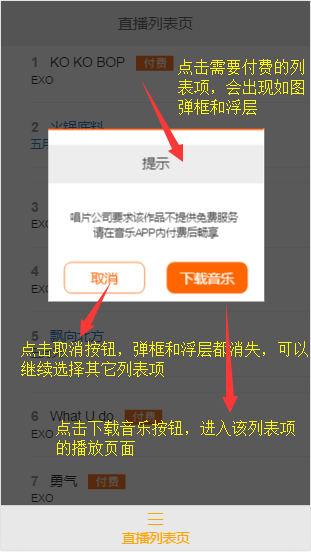 直播列表页
1 KO KO BOP 付费
EXO
点击需要付费的列
表项，会出现如图
弹框和浮层
2 火锅底料
五月
提示
唱片公司要求该作品不提供免费服务
请在音乐APP内付费后畅享
3
EXO
取消 下载音乐
4
EXO
5 飘向北方
点击取消按钮，弹框和浮层都消失，可以
继续选择其它列表项
6 What U do 付费
EXO
点击下载音乐按钮，进入该列表项
的播放页面
7 勇气 付费
EXO
直播列表页